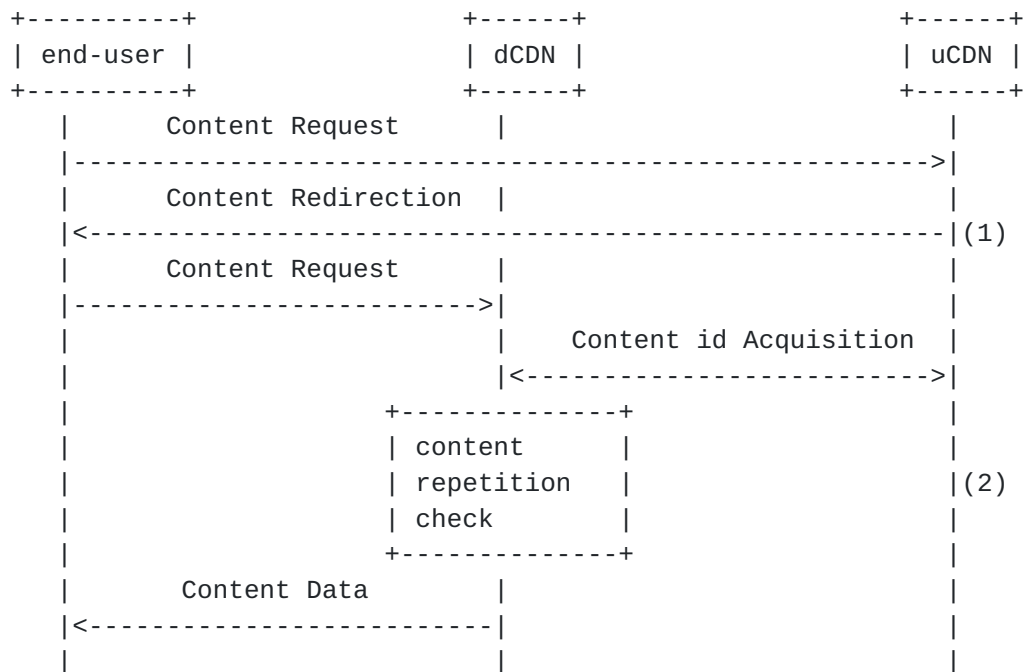 +----------+                 +-------+                    +------+
| end-user |                 | dCDN |                    | uCDN |
+----------+                 +-------+                    +------+
   |      Content Request      |                            |
   |------------------------------------------------------->|
   |      Content Redirection  |                            |
   |<-------------------------------------------------------|(1)
   |      Content Request      |                            |
   |-------------------------->|                            |
   |                           |    Content id Acquisition  |
   |                           |<-------------------------->|
   |                    +--------------+                    |
   |                    | content      |                    |
   |                    | repetition   |                    |(2)
   |                    | check        |                    |
   |                    +--------------+                    |
   |       Content Data        |                            |
   |<--------------------------|                            |
   |                           |                            |